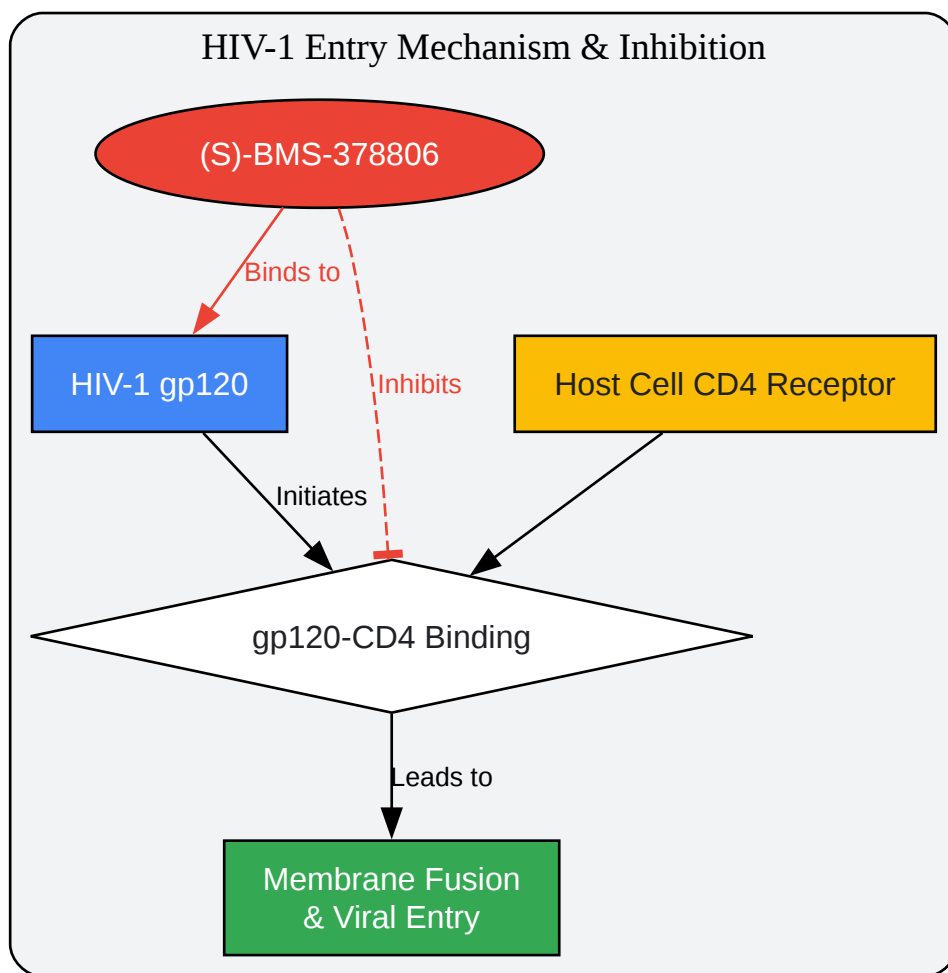 HIV-1 Entry Mechanism & Inhibition
(S)-BMS-378806
Binds to
HIV-1 gp120
Inhibits
Host Cell CD4 Receptor
Initiates
gp120-CD4 Binding
Leads to
Membrane Fusion
& Viral Entry